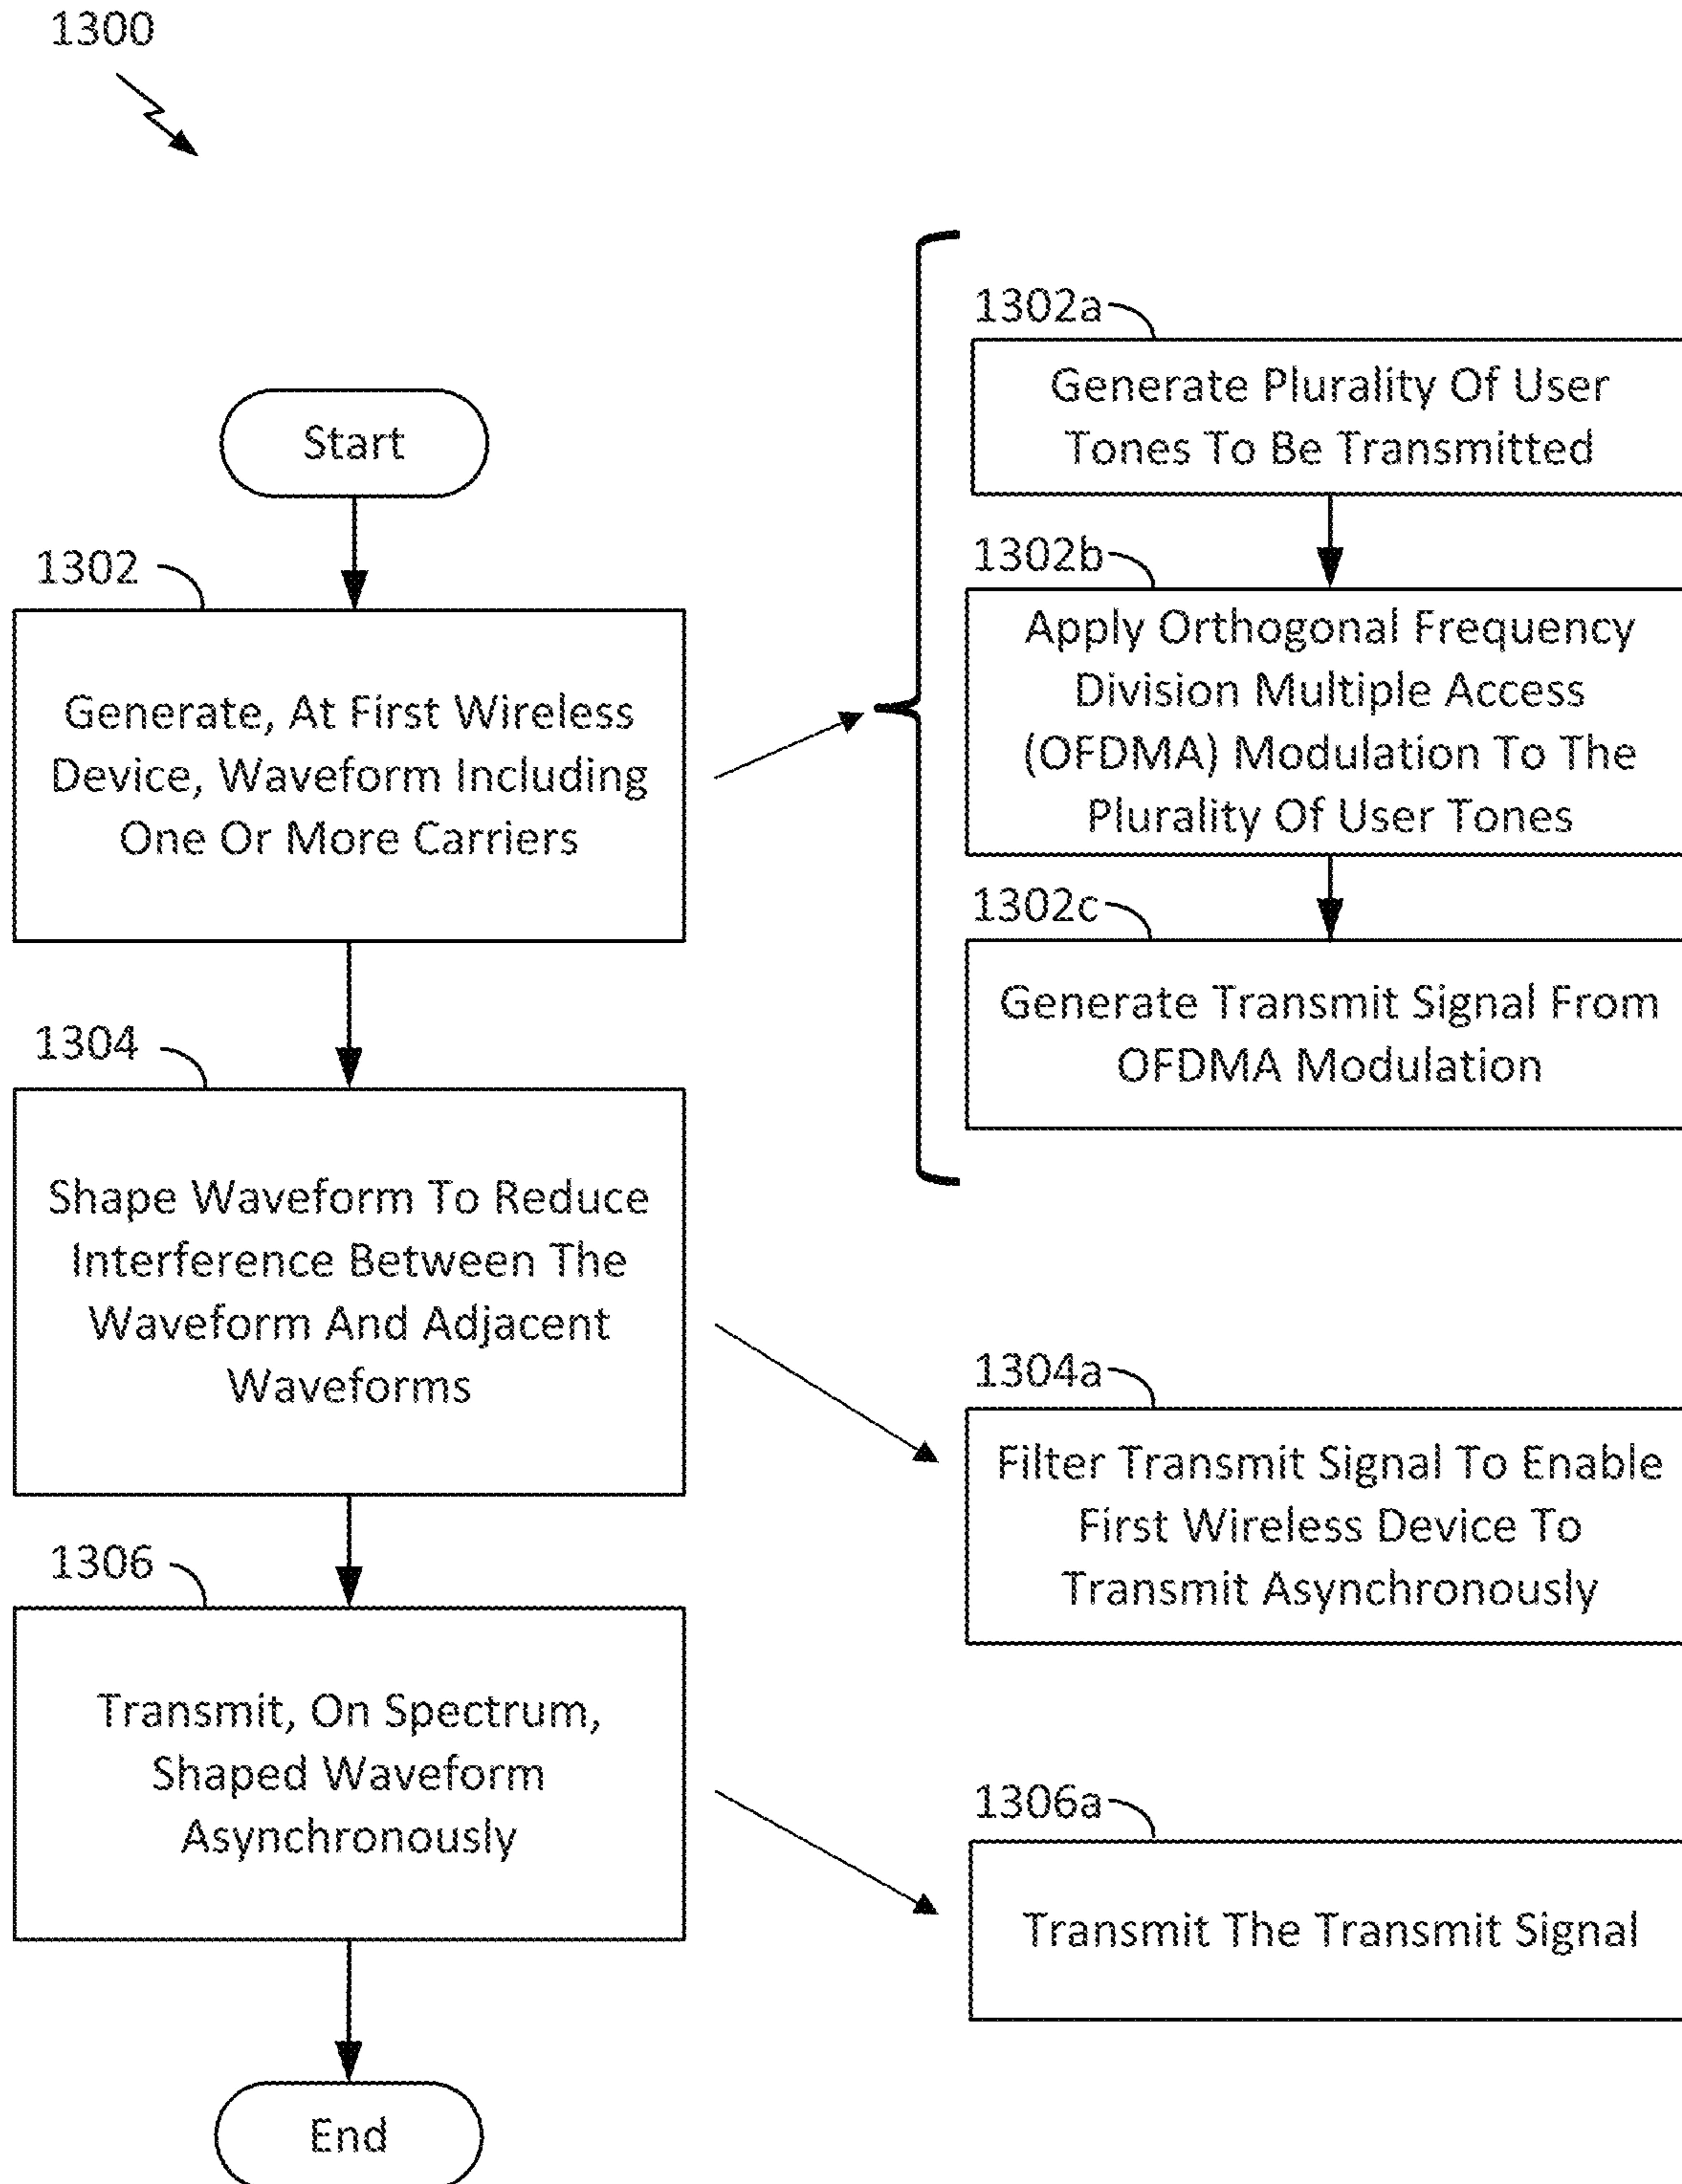 1300
Start
1302
Generate, At First Wireless
Device, Waveform Including
One Or More Carriers
1302a
Generate Plurality Of User
Tones To Be Transmitted
1302b
Apply Orthogonal Frequency
Division Multiple Access
(OFDMA) Modulation To The
Plurality Of User Tones
1302c
Generate Transmit Signal From
OFDMA Modulation
1304
Shape Waveform To Reduce
Interference Between The
Waveform And Adjacent
Waveforms
1304a
Filter Transmit Signal To Enable
First Wireless Device To
Transmit Asynchronously
1306
Transmit, On Spectrum,
Shaped Waveform
Asynchronously
1306a
Transmit The Transmit Signal
End